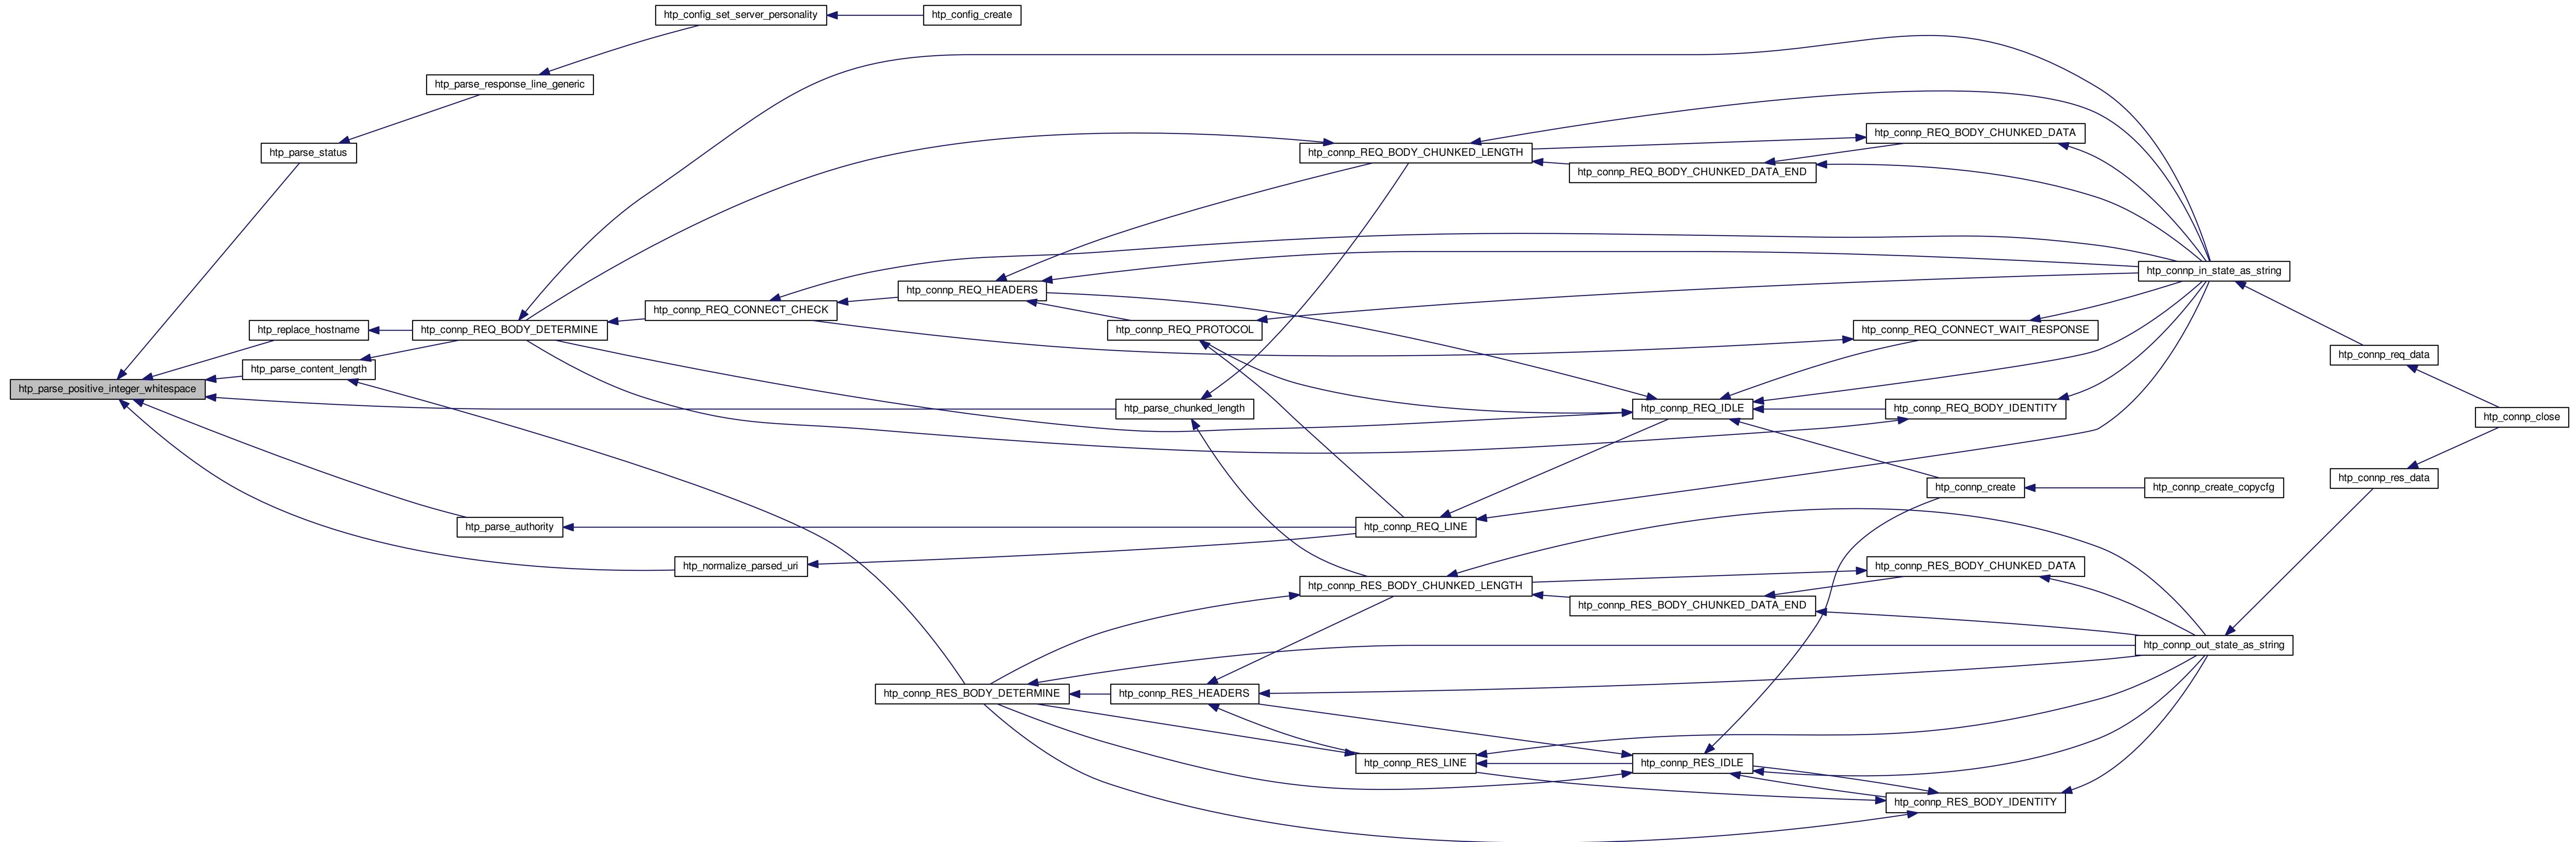 htp_config_set_server_personality
htp_config_create
htp_parse_response_line_generic
htp_connp_REQ_BODY_CHUNKED_DATA
htp_parse_status
htp_connp_REQ_BODY_CHUNKED_LENGTH
htp_connp_REQ_BODY_CHUNKED_DATA_END
htp_connp_in_state_as_string
htp_connp_REQ_HEADERS
htp_connp_REQ_CONNECT_CHECK
htp_replace_hostname
htp_connp_REQ_BODY_DETERMINE
htp_connp_REQ_PROTOCOL
htp_connp_REQ_CONNECT_WAIT_RESPONSE
htp_connp_req_data
htp_parse_content_length
htp_parse_positive_integer_whitespace
htp_parse_chunked_length
htp_connp_REQ_IDLE
htp_connp_REQ_BODY_IDENTITY
htp_connp_close
htp_connp_res_data
htp_connp_create
htp_connp_create_copycfg
htp_parse_authority
htp_connp_REQ_LINE
htp_normalize_parsed_uri
htp_connp_RES_BODY_CHUNKED_DATA
htp_connp_RES_BODY_CHUNKED_LENGTH
htp_connp_RES_BODY_CHUNKED_DATA_END
htp_connp_out_state_as_string
htp_connp_RES_BODY_DETERMINE
htp_connp_RES_HEADERS
htp_connp_RES_LINE
htp_connp_RES_IDLE
htp_connp_RES_BODY_IDENTITY